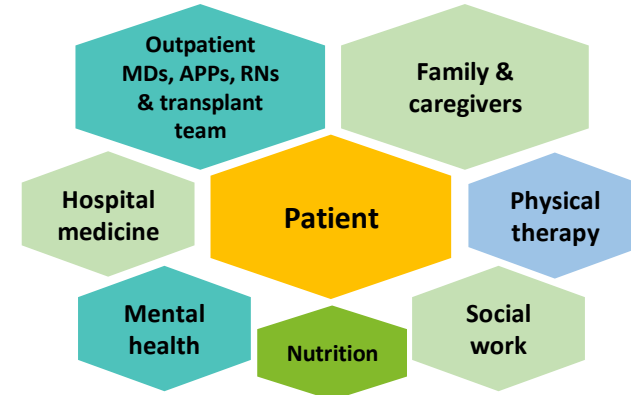 Outpatient
MDs, APPs, RNs
& transplant
team
Family &
caregivers
Hospital
medicine
Patient
Physical
therapy
Mental
health
Nutrition
Social
work